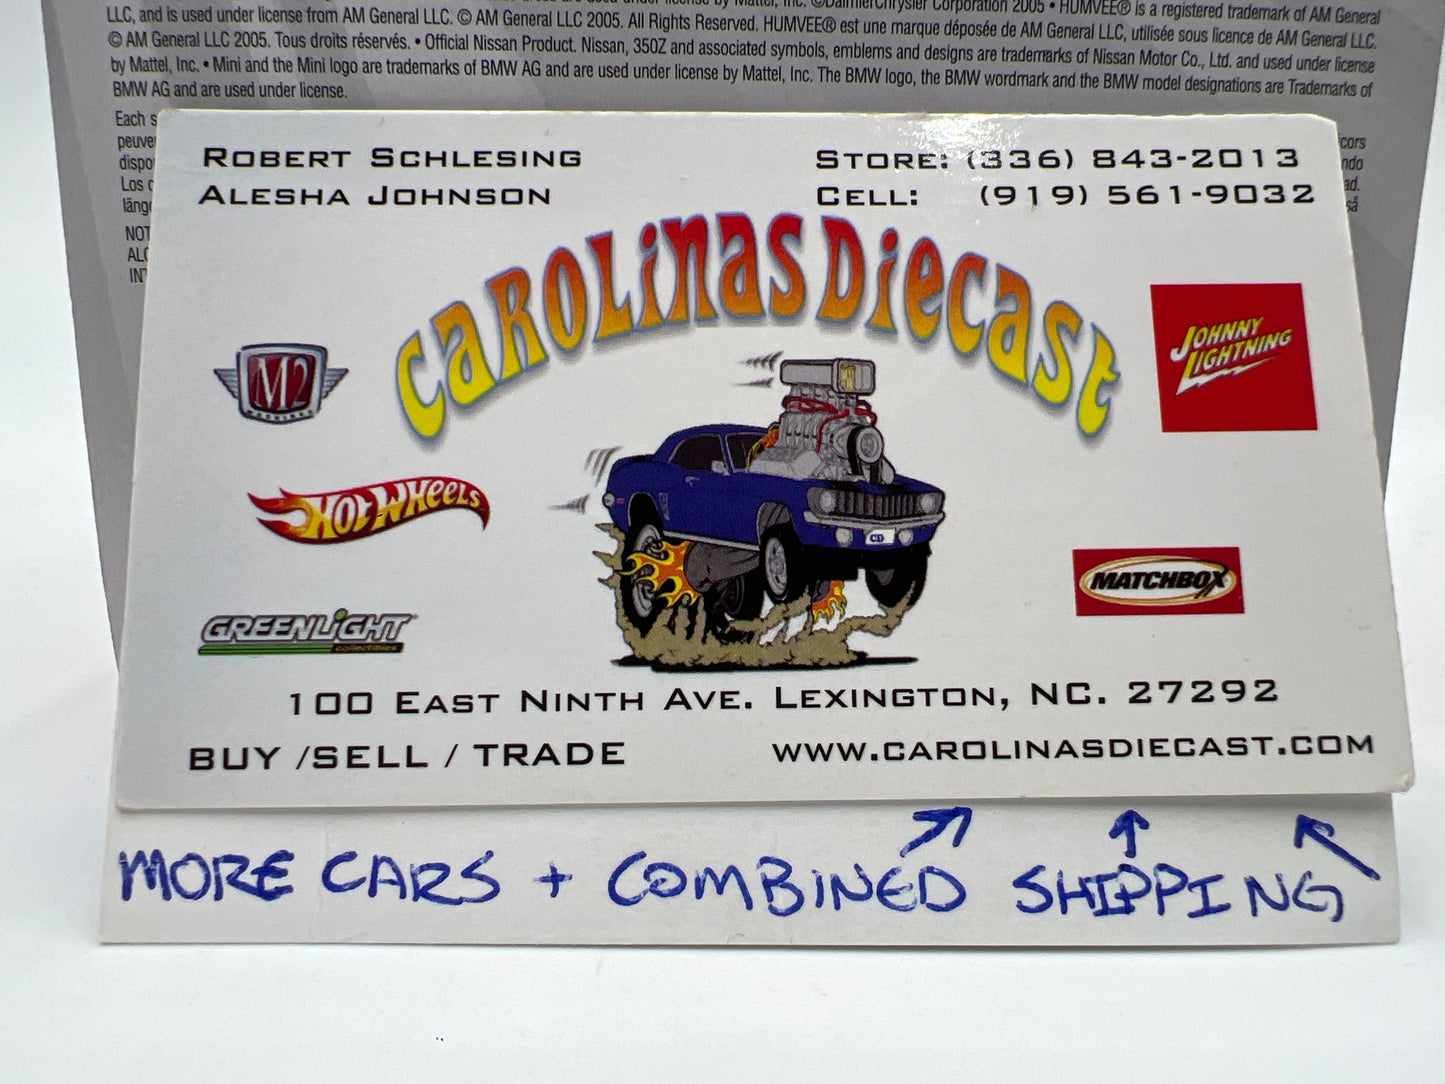 LLC, and is used under license from AM General LLC. © AM General LLC 2005. All Rights Reserved. HUMVEE® est une marque déposée de AM General LLC, utilisée sous licence de AM General LLC.
© AM General LLC 2005. Tous droits réservés. • Official Nissan Product. Nissan, 350Z and associated symbols, emblems and designs are trademarks of Nissan Motor Co., Ltd. and used under license
by Mattel, Inc. • Mini and the Mini logo are trademarks of BMW AG and are used under license by Mattel, Inc. The BMW logo, the BMW wordmark and the BMW model designations are Trademarks of
BMW AG and are used under license.
Each
ROBERT SCHLESING
ALESHA JOHNSON
STORE: (336) 843-2013
CELL: (919) 561-9032
CAROLINAS DIECAST
M2
MACHINES
JOHNNY
LIGHTNING
HOT WHEELS
CD
MATCHBOX
GREENLIGHT
collectibles
100 EAST NINTH AVE. LEXINGTON, NC. 27292
BUY /SELL / TRADE
WWW.CAROLINASDIECAST.COM
MORE CARS + COMBINED SHIPPING